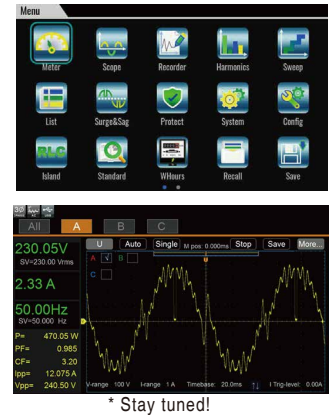 Menu
Meter Scope Recorder Harmonics Sweep
List Surge&Sag Protect System Config
RLC
Island Standard WHours Recall Save
3Φ
All A B C
230.05V
SV=230.00 Vrms
2.33 A
50.00Hz
SV=50.000 Hz
P= 470.05 W
PF= 0.985
CF= 3.20
Ipp= 12.075 A
Vpp= 240.50 V
U Auto Single M pos: 0.000ms Stop Save More...
A √ B
C
V-range 100 V I-range 1 A Timebase: 20.0ms ↑↓ I Trig-level: 0.00A
* Stay tuned!